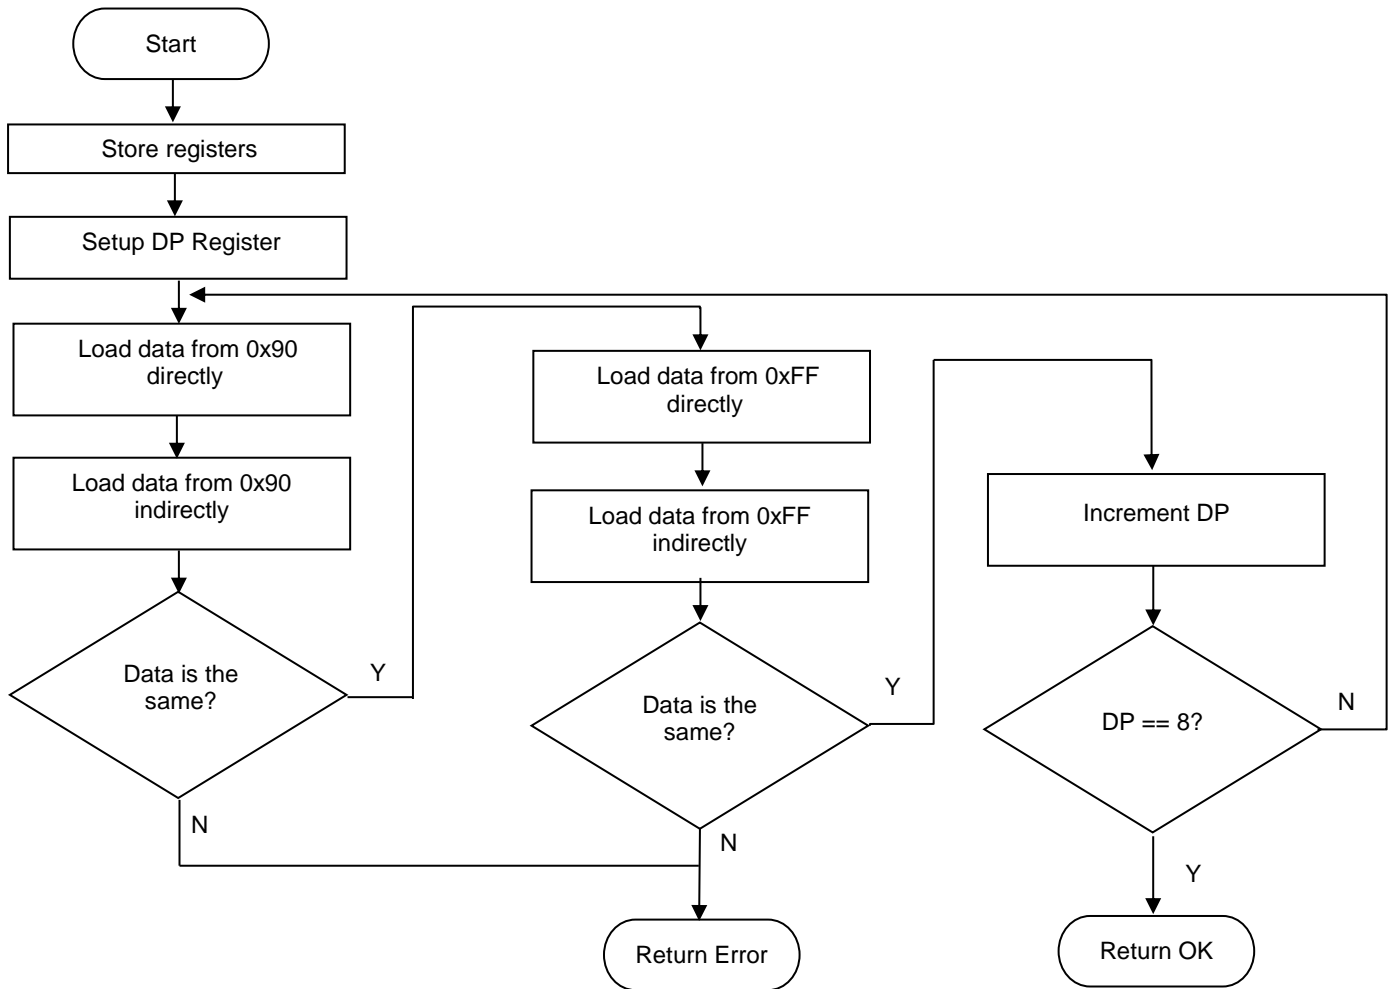 Start
Store registers
Setup DP Register
Load data from 0x90
directly
Load data from 0x90
indirectly
Data is the
same?
Y
N
Load data from 0xFF
directly
Load data from 0xFF
indirectly
Data is the
same?
Y
N
Return Error
Increment DP
DP == 8?
N
Y
Return OK